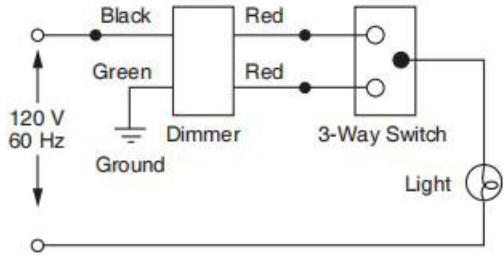 Black
Red
Green
Red
120 V
60 Hz
Dimmer
3-Way Switch
Ground
Light